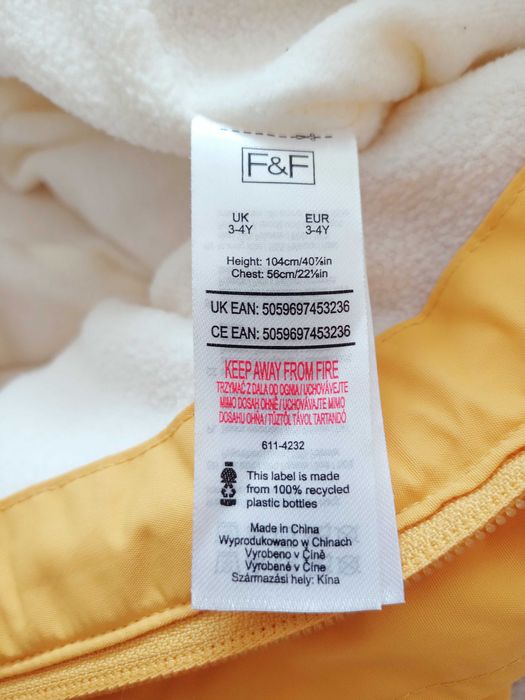 F&F
UK EUR
3-4Y 3-4Y
Height: 104cm/40⅞in
Chest: 56cm/22⅛in
UK EAN: 5059697453236
CE EAN: 5059697453236
KEEP AWAY FROM FIRE
TRZYMAĆ Z DALA OD OGNIA / UCHOVÁVEJTE
MIMO DOSAH OHNĚ / UCHOVÁVAJTE MIMO
DOSAHU OHŇA / TŰZTŐL TÁVOL TARTANDÓ
611-4232
This label is made
from 100% recycled
plastic bottles
Made in China
Wyprodukowano w Chinach
Vyrobeno v Číně
Vyrobené v Číne
Származási hely: Kína